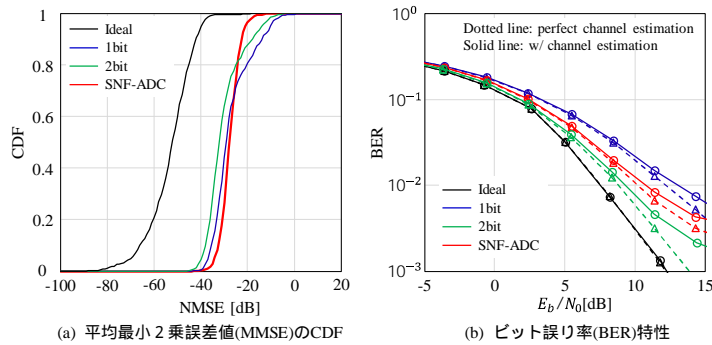 Ideal
1bit
2bit
SNF-ADC
CDF
1
0.8
0.6
0.4
0.2
0
-100
-80
-60
-40
-20
0
20
NMSE [dB]
(a) 平均最小２乗誤差値(MMSE)のCDF
Dotted line: perfect channel estimation
Solid line: w/ channel estimation
BER
10⁰
10⁻¹
10⁻²
10⁻³
Ideal
1bit
2bit
SNF-ADC
-5
0
5
10
15
E_b/N_0[dB]
(b) ビット誤り率(BER)特性